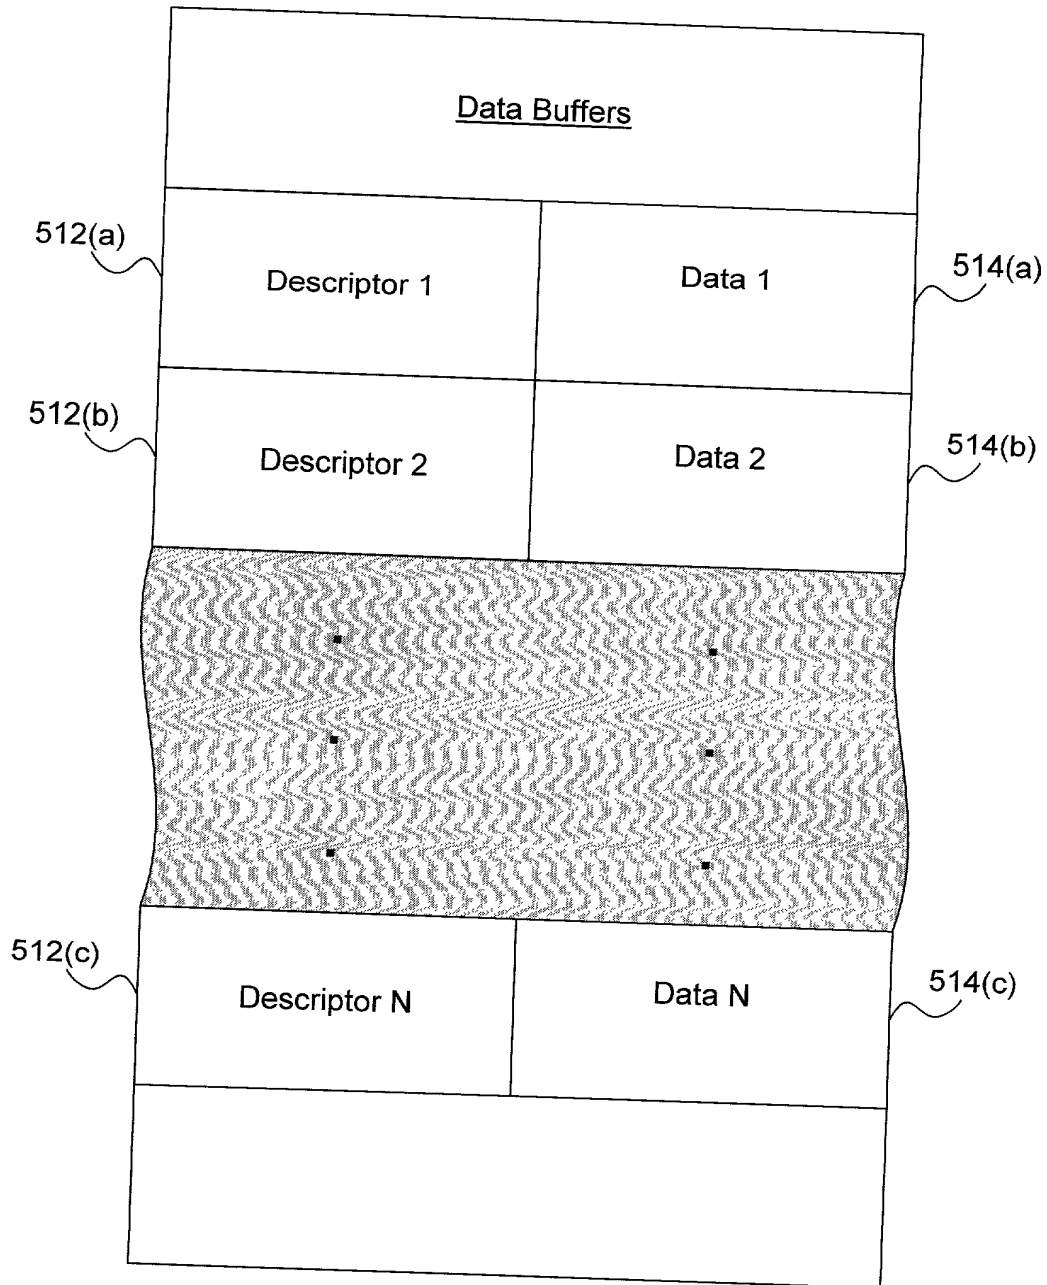 Data Buffers
512(a)
Descriptor 1
Data 1
514(a)
512(b)
Descriptor 2
Data 2
514(b)
512(c)
Descriptor N
Data N
514(c)